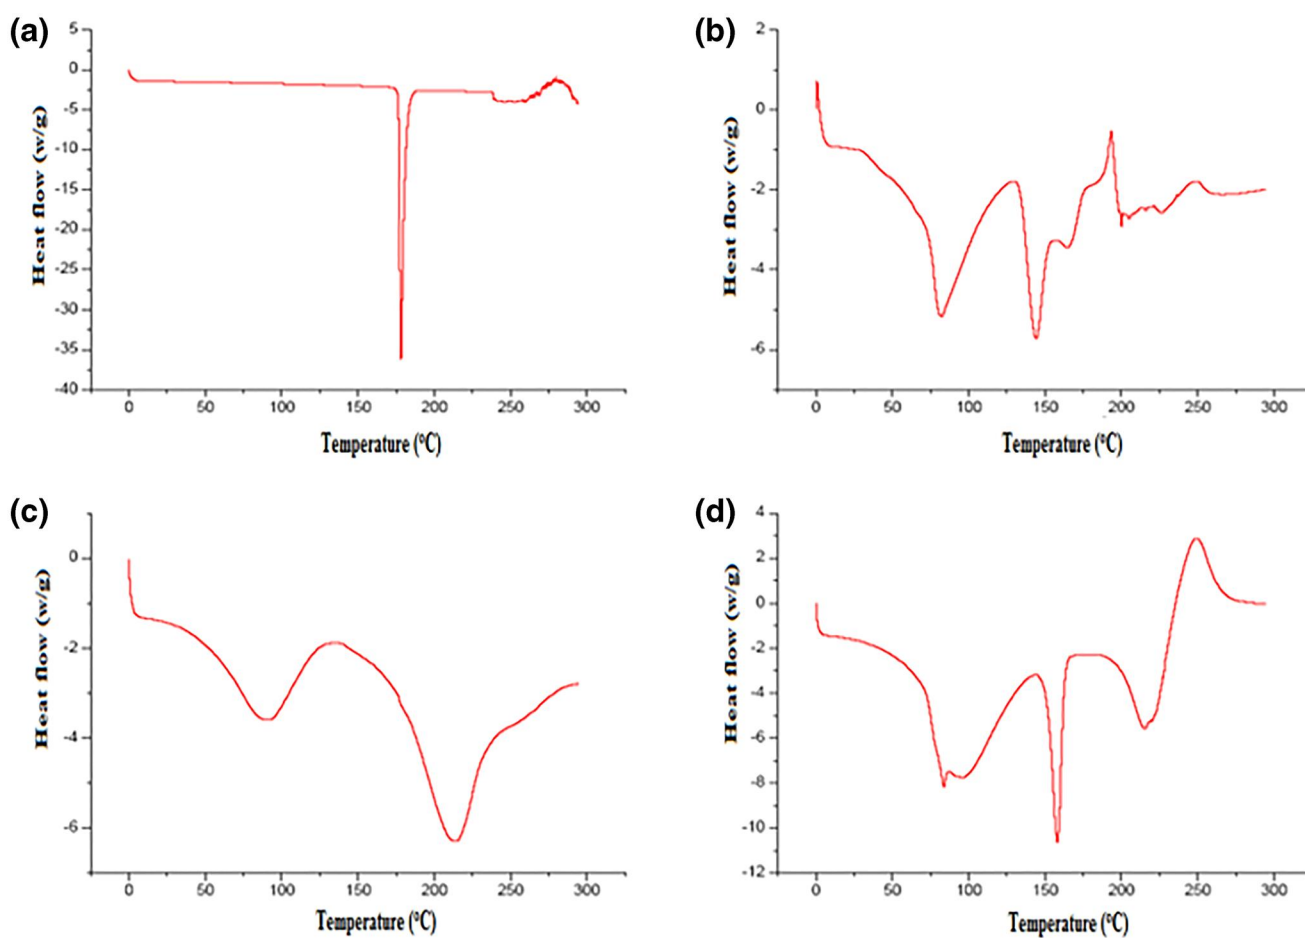 (a)
5
0
-5
-10
-15
-20
-25
-30
-35
-40
Heat flow (w/g)
0 50 100 150 200 250 300
Temperature (°C)
(b)
2
0
-2
-4
-6
Heat flow (w/g)
0 50 100 150 200 250 300
Temperature (°C)
(c)
0
-2
-4
-6
Heat flow (w/g)
0 50 100 150 200 250 300
Temperature (°C)
(d)
4
2
0
-2
-4
-6
-8
-10
-12
Heat flow (w/g)
0 50 100 150 200 250 300
Temperature (°C)